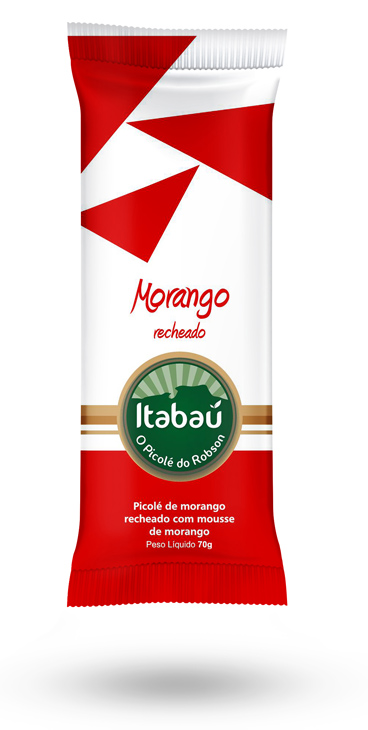 Morango
recheado
Itabaú
O Picolé do Robson
Picolé de morango
recheado com mousse
de morango
Peso Líquido 70g